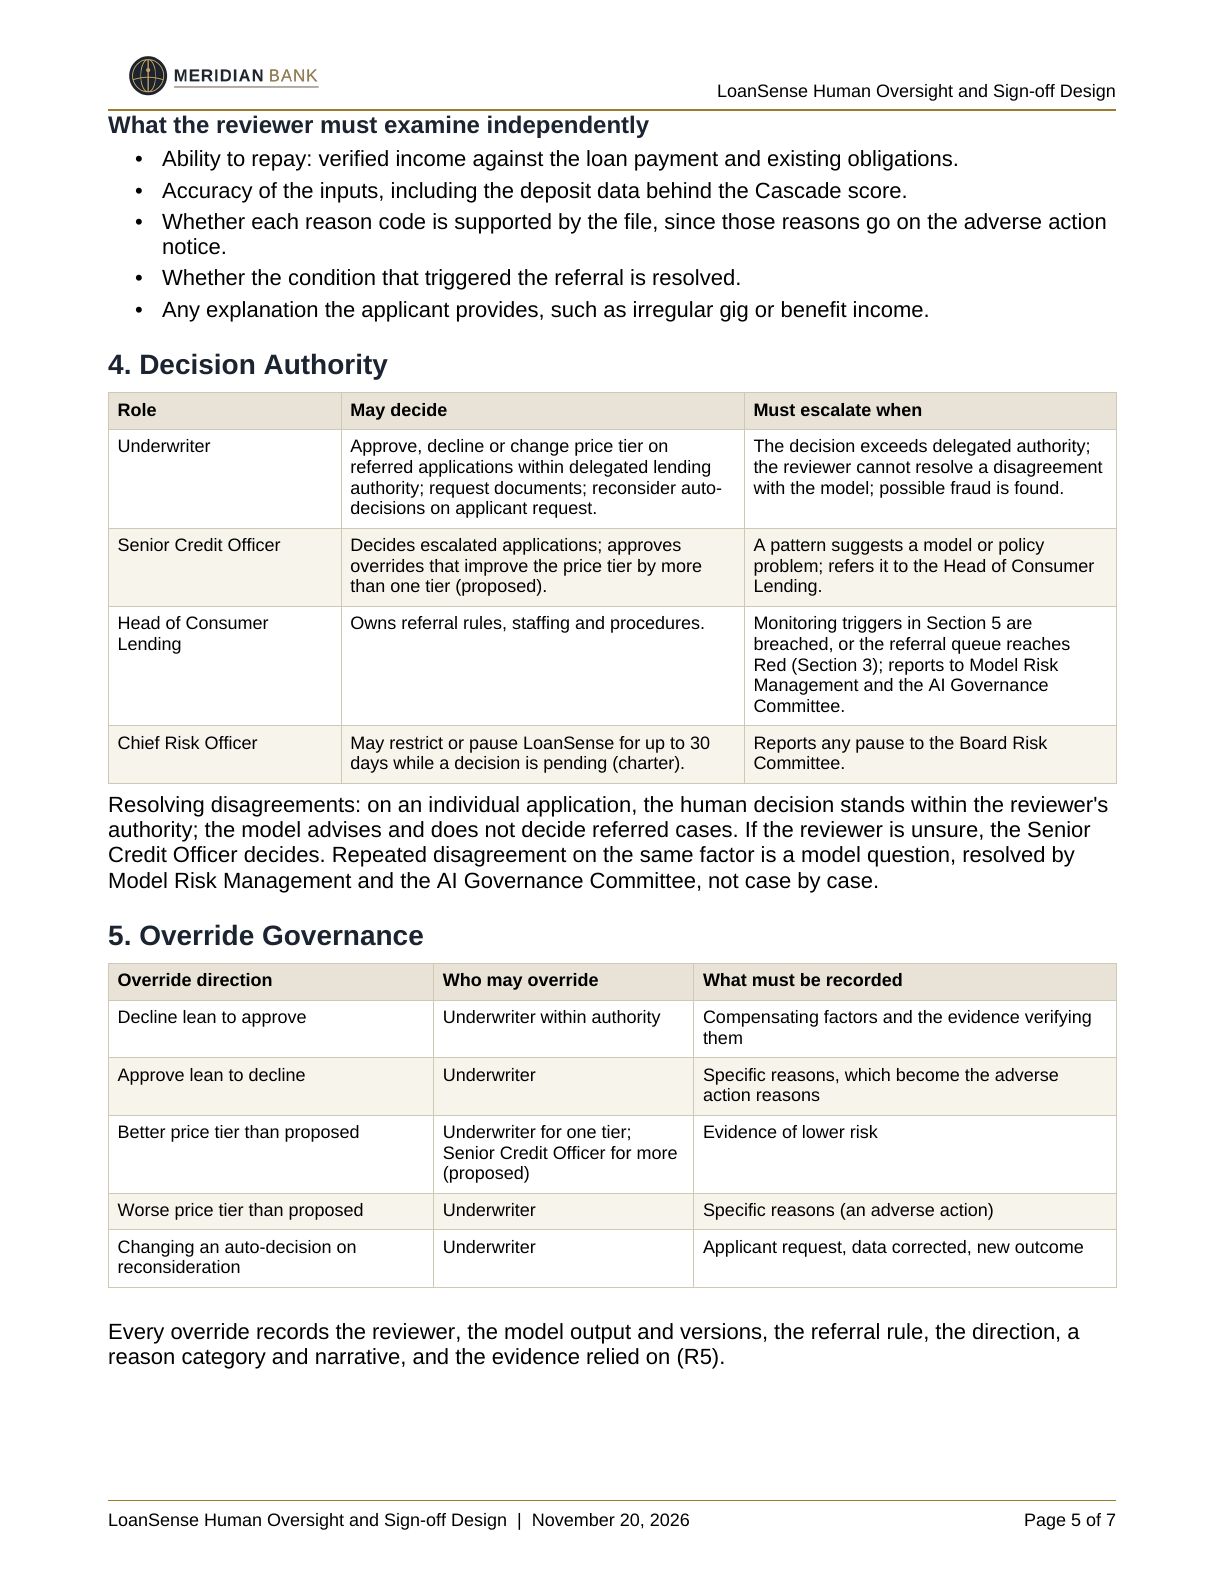 MERIDIAN BANK
LoanSense Human Oversight and Sign-off Design
What the reviewer must examine independently
• Ability to repay: verified income against the loan payment and existing obligations.
• Accuracy of the inputs, including the deposit data behind the Cascade score.
• Whether each reason code is supported by the file, since those reasons go on the adverse action
notice.
• Whether the condition that triggered the referral is resolved.
• Any explanation the applicant provides, such as irregular gig or benefit income.
4. Decision Authority
Role
May decide
Must escalate when
Underwriter
Approve, decline or change price tier on
referred applications within delegated lending
authority; request documents; reconsider auto-
decisions on applicant request.
The decision exceeds delegated authority;
the reviewer cannot resolve a disagreement
with the model; possible fraud is found.
Senior Credit Officer
Decides escalated applications; approves
overrides that improve the price tier by more
than one tier (proposed).
A pattern suggests a model or policy
problem; refers it to the Head of Consumer
Lending.
Head of Consumer
Lending
Owns referral rules, staffing and procedures.
Monitoring triggers in Section 5 are
breached, or the referral queue reaches
Red (Section 3); reports to Model Risk
Management and the AI Governance
Committee.
Chief Risk Officer
May restrict or pause LoanSense for up to 30
days while a decision is pending (charter).
Reports any pause to the Board Risk
Committee.
Resolving disagreements: on an individual application, the human decision stands within the reviewer's
authority; the model advises and does not decide referred cases. If the reviewer is unsure, the Senior
Credit Officer decides. Repeated disagreement on the same factor is a model question, resolved by
Model Risk Management and the AI Governance Committee, not case by case.
5. Override Governance
Override direction
Who may override
What must be recorded
Decline lean to approve
Underwriter within authority
Compensating factors and the evidence verifying
them
Approve lean to decline
Underwriter
Specific reasons, which become the adverse
action reasons
Better price tier than proposed
Underwriter for one tier;
Senior Credit Officer for more
(proposed)
Evidence of lower risk
Worse price tier than proposed
Underwriter
Specific reasons (an adverse action)
Changing an auto-decision on
reconsideration
Underwriter
Applicant request, data corrected, new outcome
Every override records the reviewer, the model output and versions, the referral rule, the direction, a
reason category and narrative, and the evidence relied on (R5).
LoanSense Human Oversight and Sign-off Design | November 20, 2026
Page 5 of 7